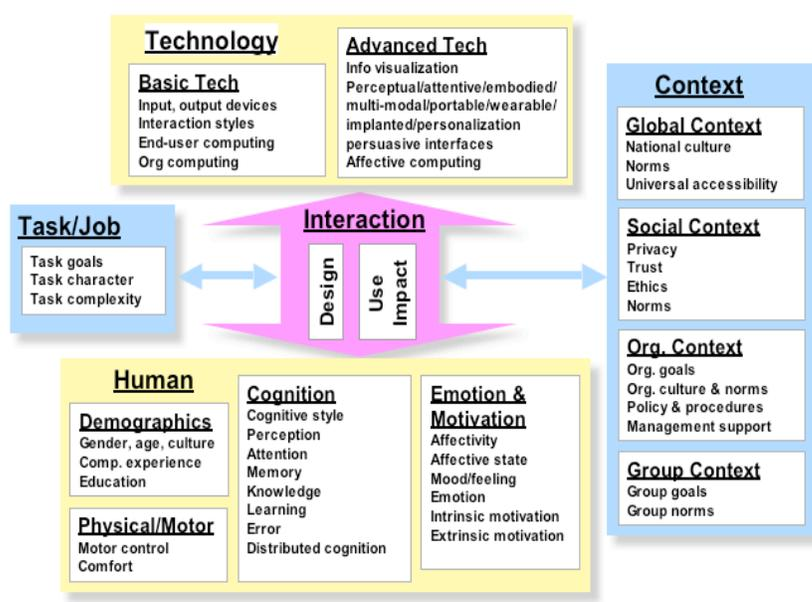 Technology
Basic Tech
Input, output devices
Interaction styles
End-user computing
Org computing
Advanced Tech
Info visualization
Perceptual/attentive/embodied/
multi-modal/portable/wearable/
implanted/personalization
persuasive interfaces
Affective computing
Context
Global Context
National culture
Norms
Universal accessibility
Social Context
Privacy
Trust
Ethics
Norms
Org. Context
Org. goals
Org. culture & norms
Policy & procedures
Management support
Group Context
Group goals
Group norms
Task/Job
Task goals
Task character
Task complexity
Interaction
Design
Use
Impact
Human
Demographics
Gender, age, culture
Comp. experience
Education
Physical/Motor
Motor control
Comfort
Cognition
Cognitive style
Perception
Attention
Memory
Knowledge
Learning
Error
Distributed cognition
Emotion &
Motivation
Affectivity
Affective state
Mood/feeling
Emotion
Intrinsic motivation
Extrinsic motivation